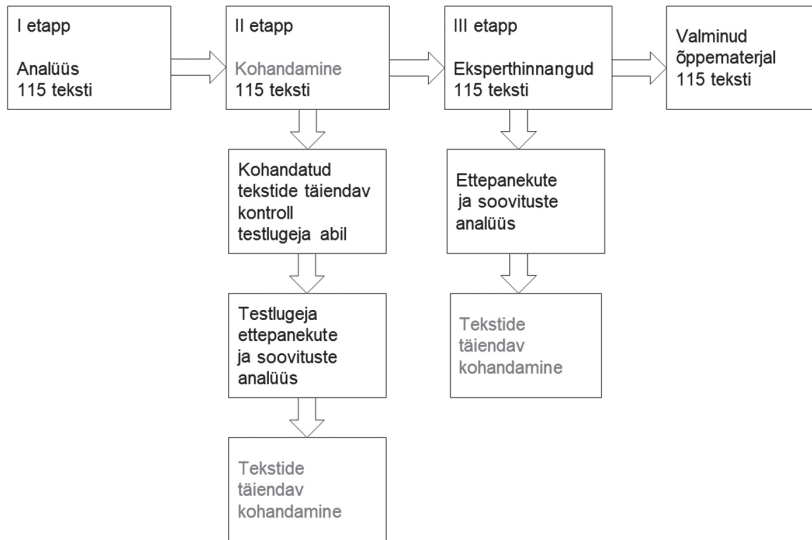 I etapp
Analüüs
115 teksti
II etapp
Kohandamine
115 teksti
III etapp
Eksperthinnangud
115 teksti
Valminud
õppematerjal
115 teksti
Kohandatud
tekstide täiendav
kontroll
testlugeja abil
Ettepanekute
ja soovituste
analüüs
Testlugeja
ettepanekute
ja soovituste
analüüs
Tekstide
täiendav
kohandamine
Tekstide
täiendav
kohandamine